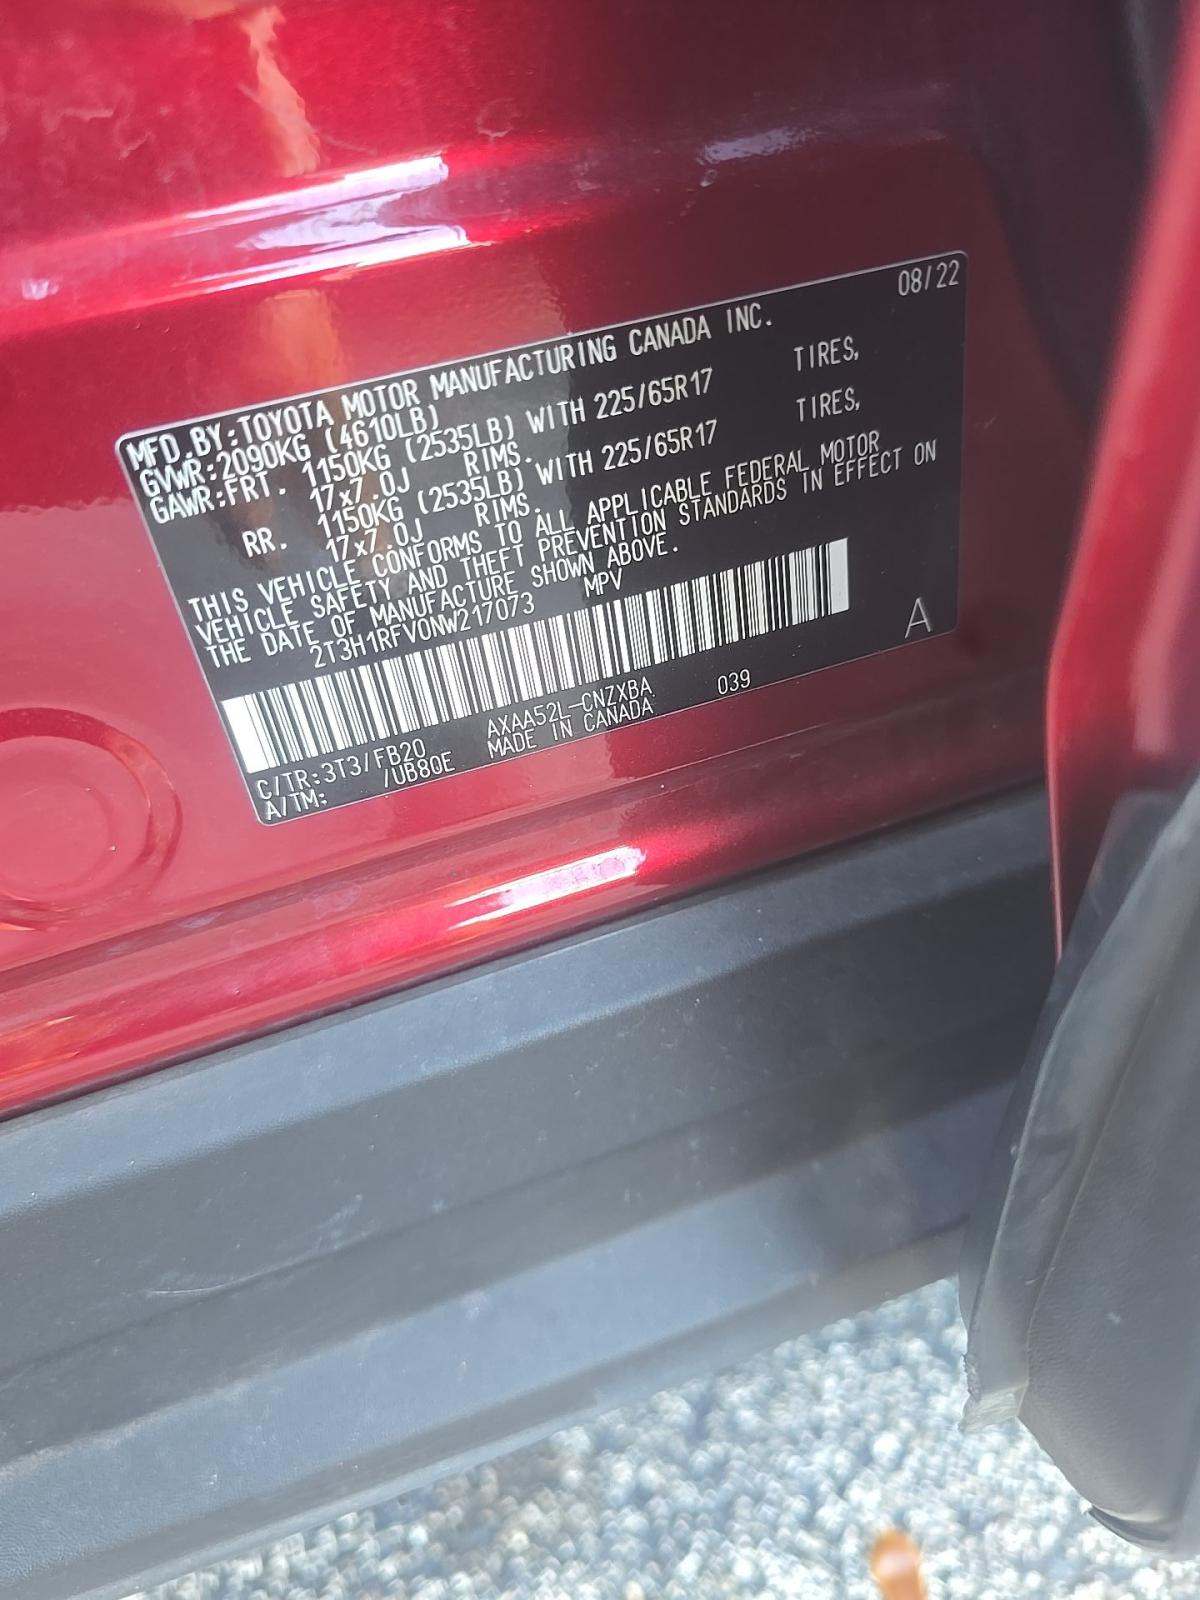 08/22
MFD.BY:TOYOTA MOTOR MANUFACTURING CANADA INC.
GVWR:2090KG (4610LB)
GAWR:FRT. 1150KG (2535LB) WITH 225/65R17 TIRES,
17x7.0J RIMS.
RR. 1150KG (2535LB) WITH 225/65R17 TIRES,
17x7.0J RIMS.
THIS VEHICLE CONFORMS TO ALL APPLICABLE FEDERAL MOTOR
VEHICLE SAFETY AND THEFT PREVENTION STANDARDS IN EFFECT ON
THE DATE OF MANUFACTURE SHOWN ABOVE.
2T3H1RFV0NW217073 MPV
A
C/TR:3T3/FB20 AXAA52L-CNZXBA 039
A/TM: /UB80E MADE IN CANADA